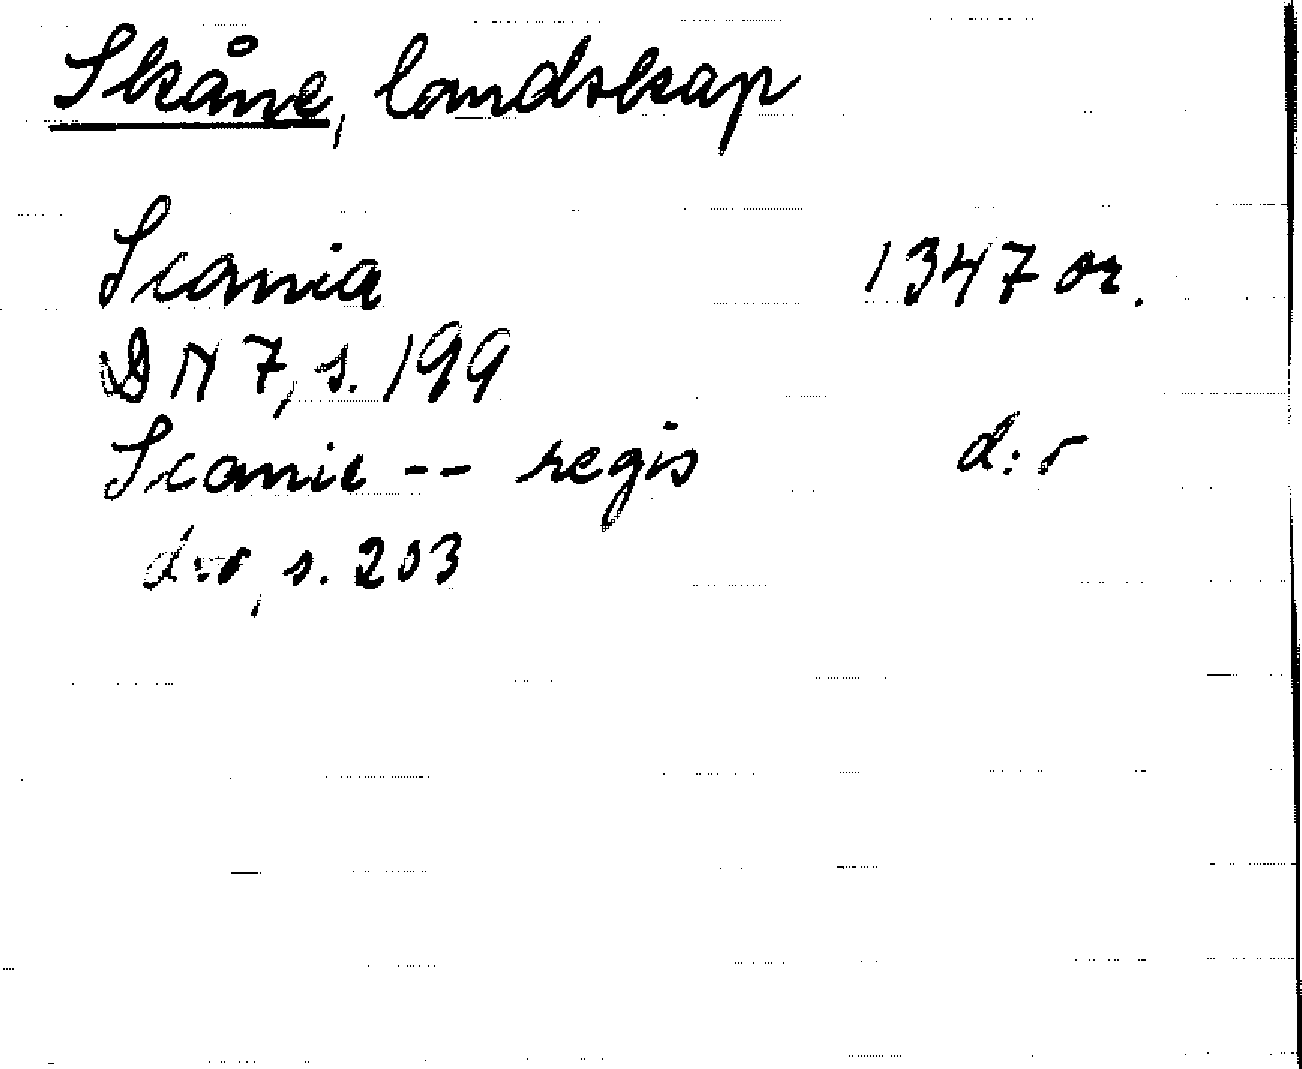 Skåne, landskap
Scania 1347 or.
DN 7, s. 199
Scanie -- regis d:o
d:o, s. 203